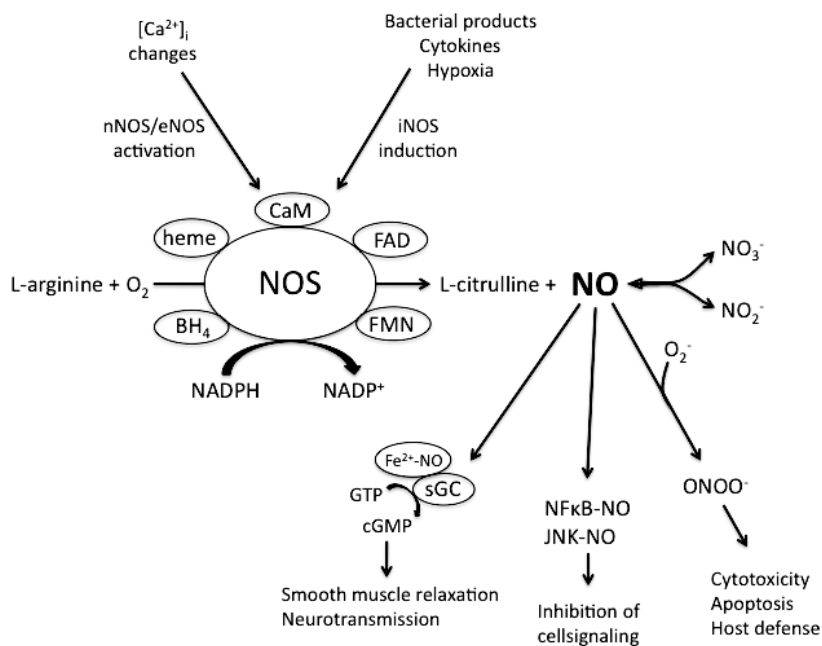 [Ca²⁺]ᵢ
changes
Bacterial products
Cytokines
Hypoxia
nNOS/eNOS
activation
iNOS
induction
CaM
heme
FAD
L-arginine + O₂
NOS
L-citrulline +
NO
NO₃⁻
NO₂⁻
BH₄
FMN
NADPH
NADP⁺
O₂⁻
Fe²⁺-NO
sGC
GTP
cGMP
NFκB-NO
JNK-NO
ONOO⁻
Smooth muscle relaxation
Neurotransmission
Inhibition of
cellsignaling
Cytotoxicity
Apoptosis
Host defense